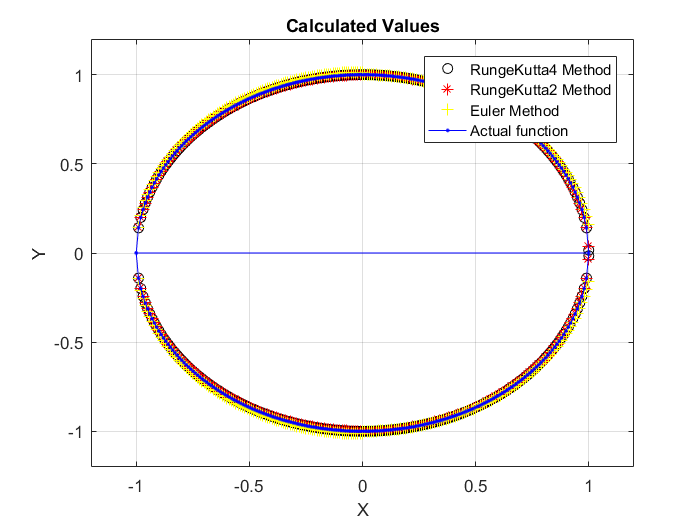 Calculated Values
RungeKutta4 Method
RungeKutta2 Method
Euler Method
Actual function
1
0.5
0
-0.5
-1
Y
-1 -0.5 0 0.5 1
X